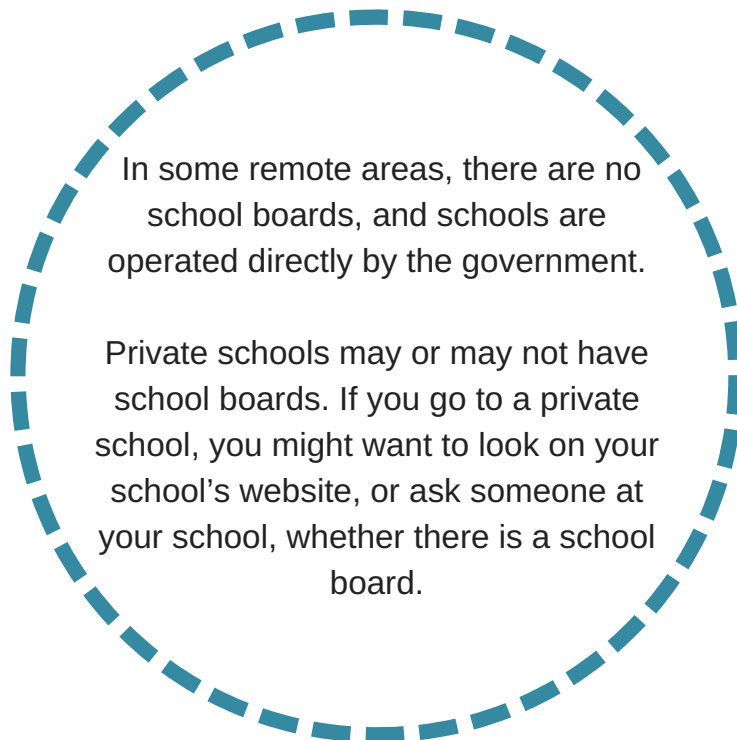 In some remote areas, there are no
school boards, and schools are
operated directly by the government.
Private schools may or may not have
school boards. If you go to a private
school, you might want to look on your
school’s website, or ask someone at
your school, whether there is a school
board.